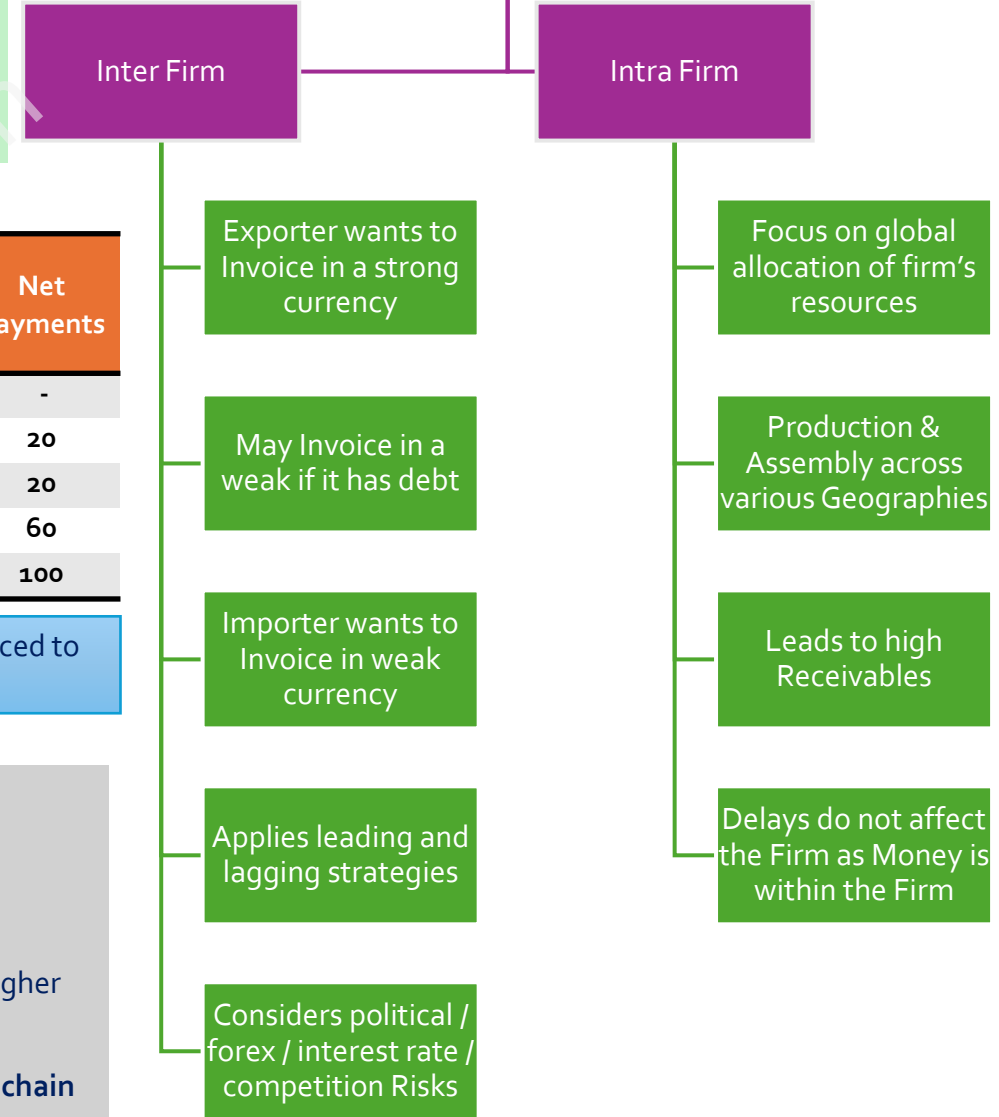 Inter Firm
Intra Firm
Exporter wants to
Invoice in a strong
currency
May Invoice in a
weak if it has debt
Importer wants to
Invoice in weak
currency
Applies leading and
lagging strategies
Considers political /
forex / interest rate /
competition Risks
Focus on global
allocation of firm's
resources
Production &
Assembly across
various Geographies
Leads to high
Receivables
Delays do not affect
the Firm as Money is
within the Firm
Net
ayments
-
20
20
60
100
ced to
gher
chain